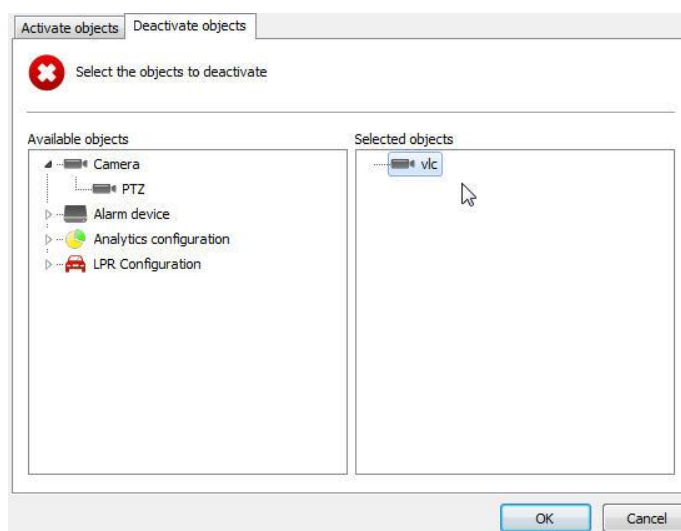 Activate objects Deactivate objects
Select the objects to deactivate
Available objects Selected objects
Camera vlc
PTZ
Alarm device
Analytics configuration
LPR Configuration
OK Cancel